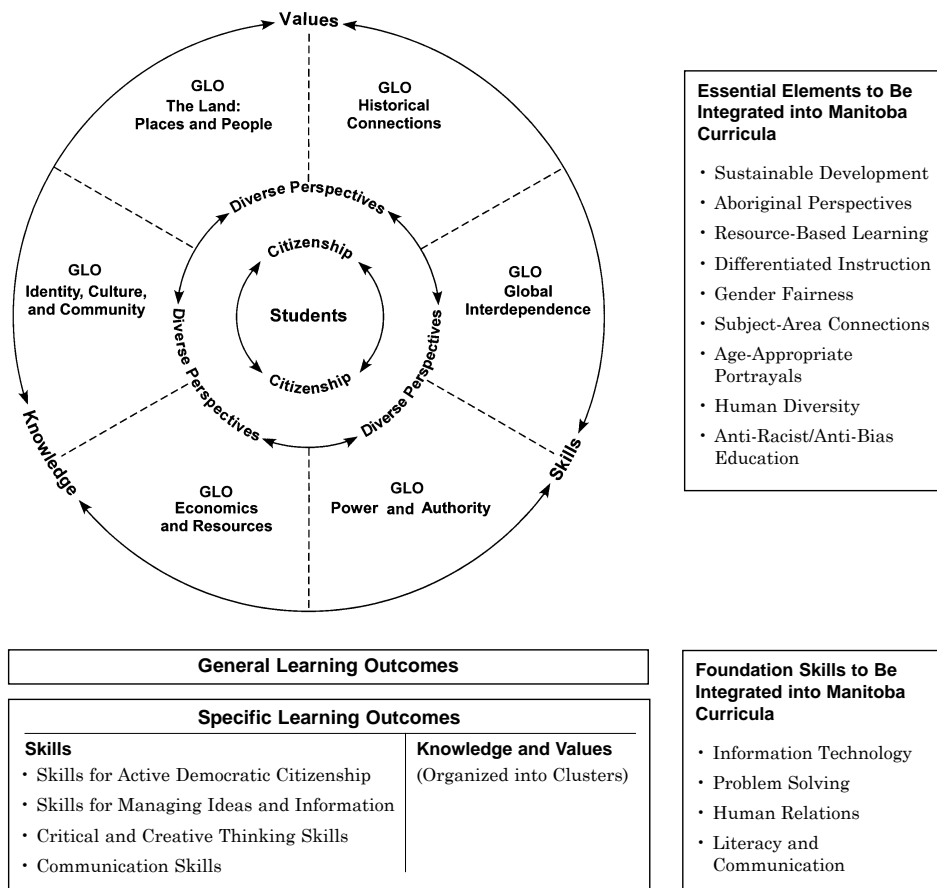 Values
GLO
The Land:
Places and People
GLO
Historical
Connections
Diverse Perspectives
Citizenship
GLO
Identity, Culture,
and Community
Students
GLO
Global
Interdependence
Diverse Perspectives
Citizenship
Diverse Perspectives
Knowledge
Skills
GLO
Economics
and Resources
GLO
Power and Authority
Essential Elements to Be
Integrated into Manitoba
Curricula
• Sustainable Development
• Aboriginal Perspectives
• Resource-Based Learning
• Differentiated Instruction
• Gender Fairness
• Subject-Area Connections
• Age-Appropriate
Portrayals
• Human Diversity
• Anti-Racist/Anti-Bias
Education
General Learning Outcomes
Specific Learning Outcomes
Skills
• Skills for Active Democratic Citizenship
• Skills for Managing Ideas and Information
• Critical and Creative Thinking Skills
• Communication Skills
Knowledge and Values
(Organized into Clusters)
Foundation Skills to Be
Integrated into Manitoba
Curricula
• Information Technology
• Problem Solving
• Human Relations
• Literacy and
Communication